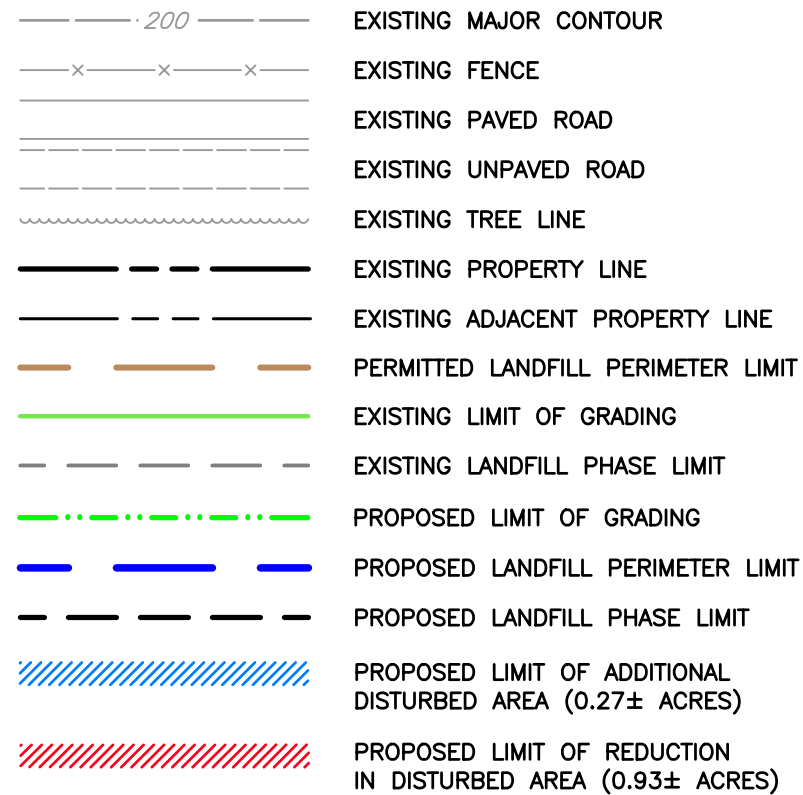 200 EXISTING MAJOR CONTOUR
EXISTING FENCE
EXISTING PAVED ROAD
EXISTING UNPAVED ROAD
EXISTING TREE LINE
EXISTING PROPERTY LINE
EXISTING ADJACENT PROPERTY LINE
PERMITTED LANDFILL PERIMETER LIMIT
EXISTING LIMIT OF GRADING
EXISTING LANDFILL PHASE LIMIT
PROPOSED LIMIT OF GRADING
PROPOSED LANDFILL PERIMETER LIMIT
PROPOSED LANDFILL PHASE LIMIT
PROPOSED LIMIT OF ADDITIONAL
DISTURBED AREA (0.27± ACRES)
PROPOSED LIMIT OF REDUCTION
IN DISTURBED AREA (0.93± ACRES)